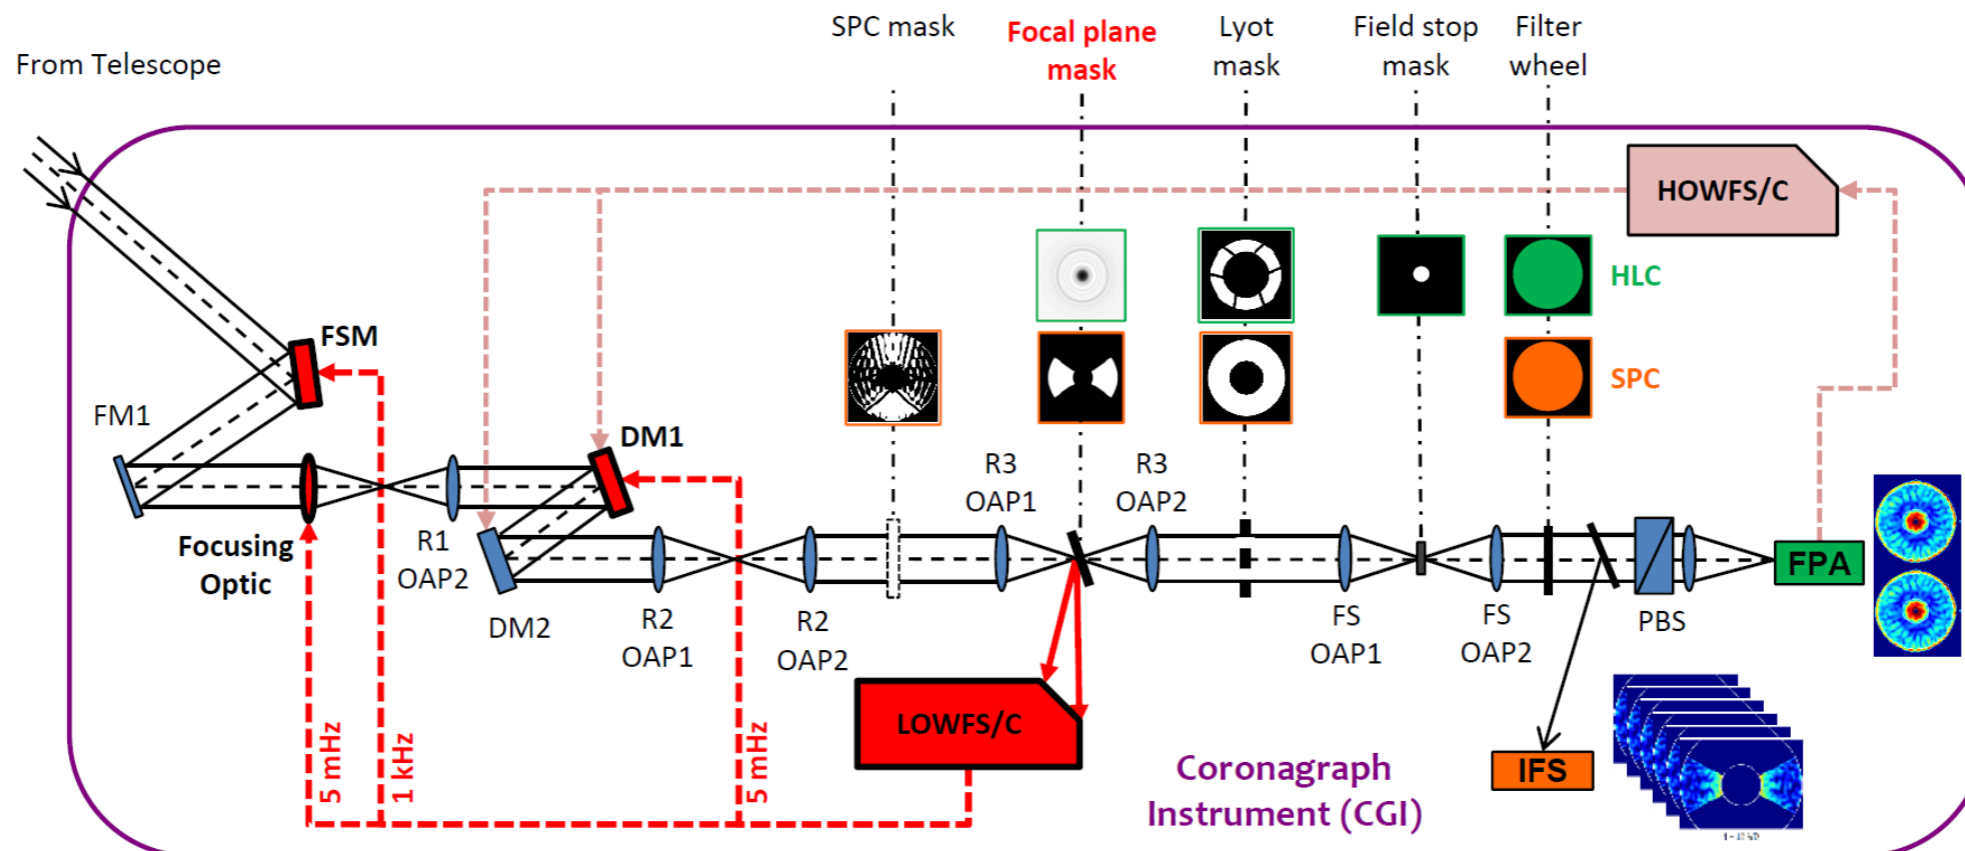 From Telescope
SPC mask
Focal plane
mask
Lyot
mask
Field stop
mask
Filter
wheel
HOWFS/C
HLC
SPC
FSM
FM1
DM1
Focusing
Optic
R1
OAP2
DM2
R2
OAP1
R2
OAP2
R3
OAP1
R3
OAP2
FS
OAP1
FS
OAP2
PBS
FPA
LOWFS/C
IFS
5 mHz
1 kHz
5 mHz
Coronagraph
Instrument (CGI)